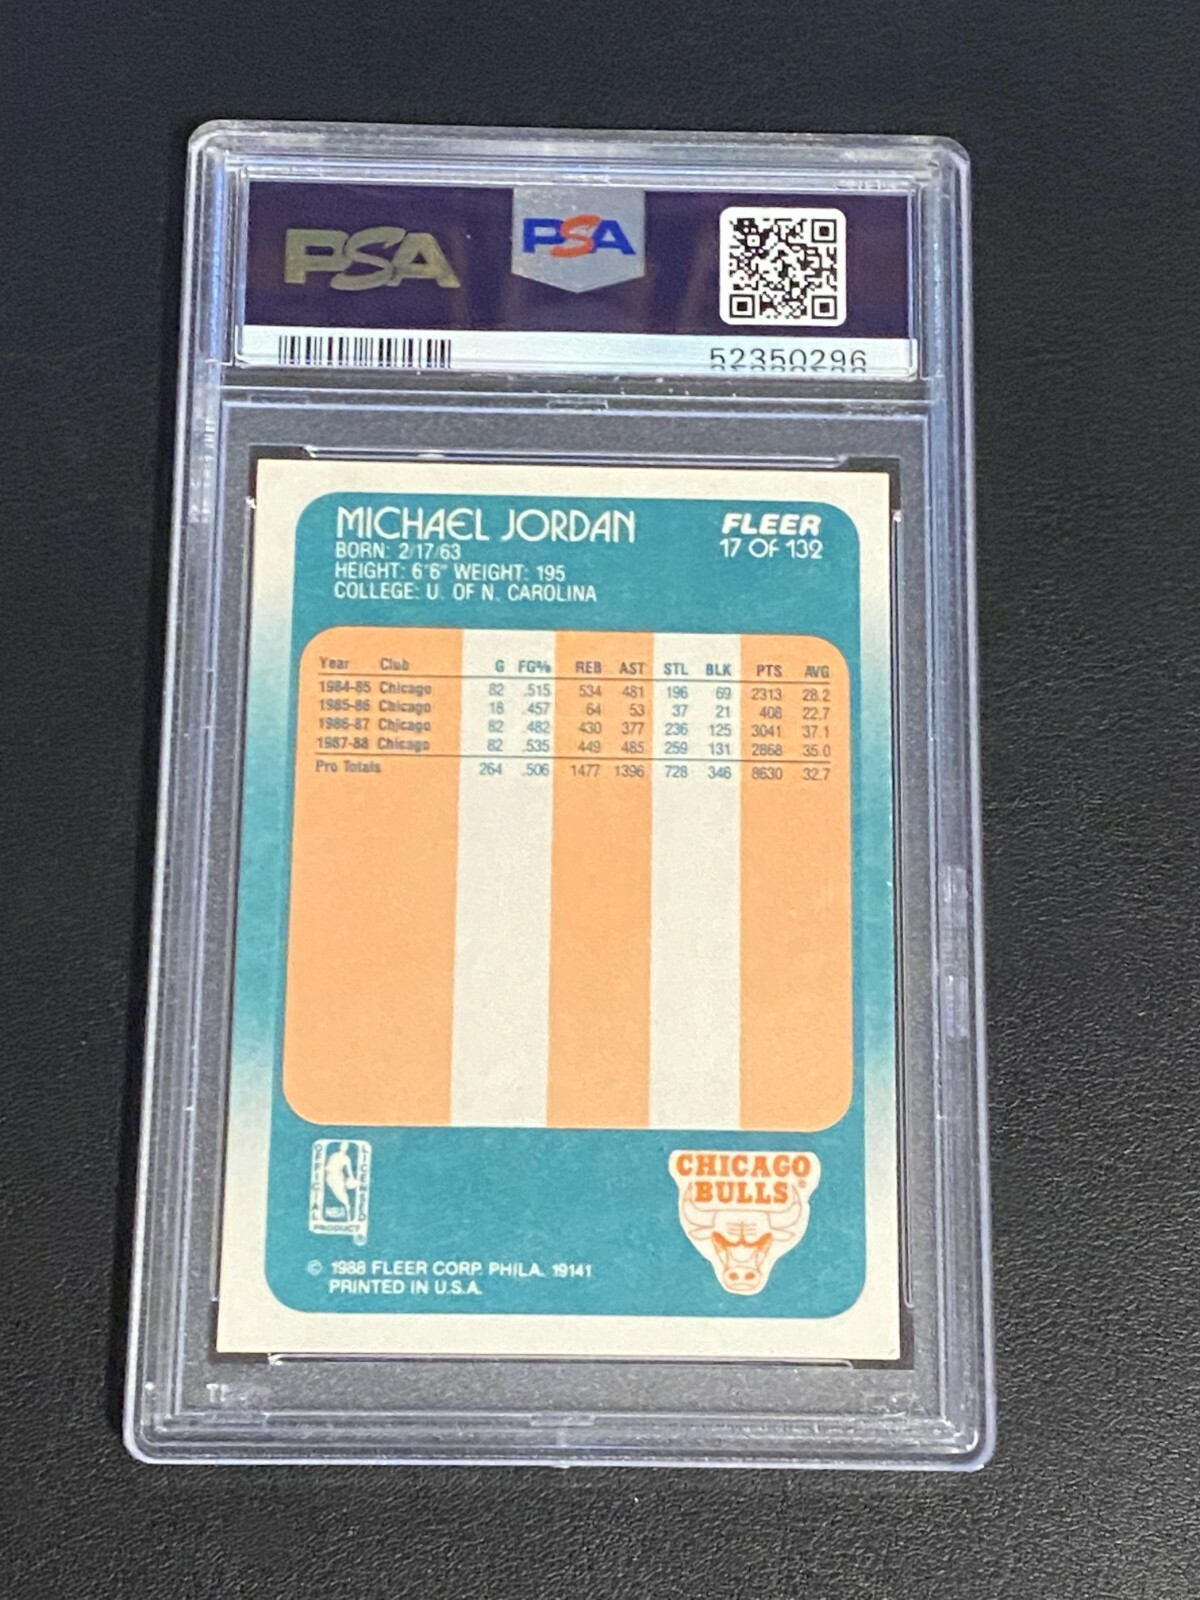 PSA PSA
52350296
MICHAEL JORDAN FLEER
BORN: 2/17/63 17 OF 132
HEIGHT: 6'6" WEIGHT: 195
COLLEGE: U. OF N. CAROLINA
Year Club G FG% REB AST STL BLK PTS AVG
1984-85 Chicago 82 .515 534 481 196 69 2313 28.2
1985-86 Chicago 18 .457 64 53 37 21 408 22.7
1986-87 Chicago 82 .482 430 377 236 125 3041 37.1
1987-88 Chicago 82 .535 449 485 259 131 2868 35.0
Pro Totals 264 .506 1477 1396 728 346 8630 32.7
OFFICIAL LICENSED
NBA
PRODUCT ®
CHICAGO
BULLS®
© 1988 FLEER CORP. PHILA. 19141
PRINTED IN U.S.A.